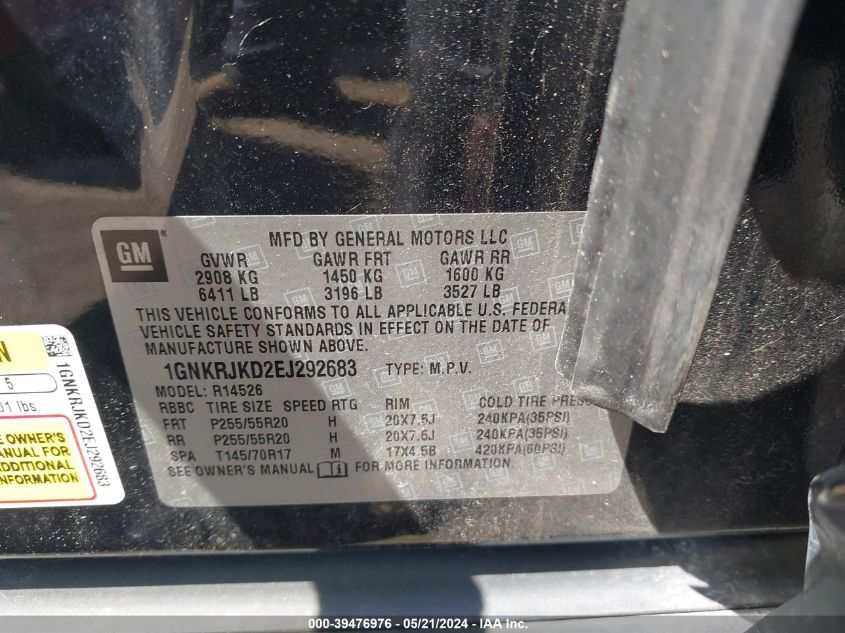 GM
®
MFD BY GENERAL MOTORS LLC
GVWR GAWR FRT GAWR RR
2908 KG 1450 KG 1600 KG
6411 LB 3196 LB 3527 LB
THIS VEHICLE CONFORMS TO ALL APPLICABLE U.S. FEDERA
VEHICLE SAFETY STANDARDS IN EFFECT ON THE DATE OF
MANUFACTURE SHOWN ABOVE.
1GNKRJKD2EJ292683 TYPE: M.P.V.
MODEL: R14526
RBBC TIRE SIZE SPEED RTG RIM COLD TIRE PRES
FRT P255/55R20 H 20X7.5J 240KPA(35PSI)
RR P255/55R20 H 20X7.5J 240KPA(35PSI)
SPA T145/70R17 M 17X4.5B 420KPA(60PSI)
SEE OWNER'S MANUAL FOR MORE INFORMATION.
N
5
01 lbs.
E OWNER'S
MANUAL FOR
ADDITIONAL
INFORMATION
1GNKRJKD2EJ292683
000-39476976 - 05/21/2024 - IAA Inc.